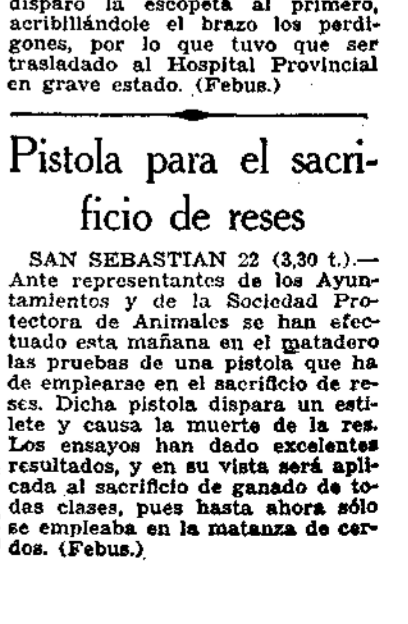 disparó la escopeta al primero,
acribillándole el brazo los perdi-
gones, por lo que tuvo que ser
trasladado al Hospital Provincial
en grave estado. (Febus.)
Pistola para el sacri-
ficio de reses
SAN SEBASTIAN 22 (3,30 t.).—
Ante representantes de los Ayun-
tamientos y de la Sociedad Pro-
tectora de Animales se han efec-
tuado esta mañana en el matadero
las pruebas de una pistola que ha
de emplearse en el sacrificio de re-
ses. Dicha pistola dispara un esti-
lete y causa la muerte de la res.
Los ensayos han dado excelentes
resultados, y en su vista será apli-
cada al sacrificio de ganado de to-
das clases, pues hasta ahora sólo
se empleaba en la matanza de cer-
dos. (Febus.)